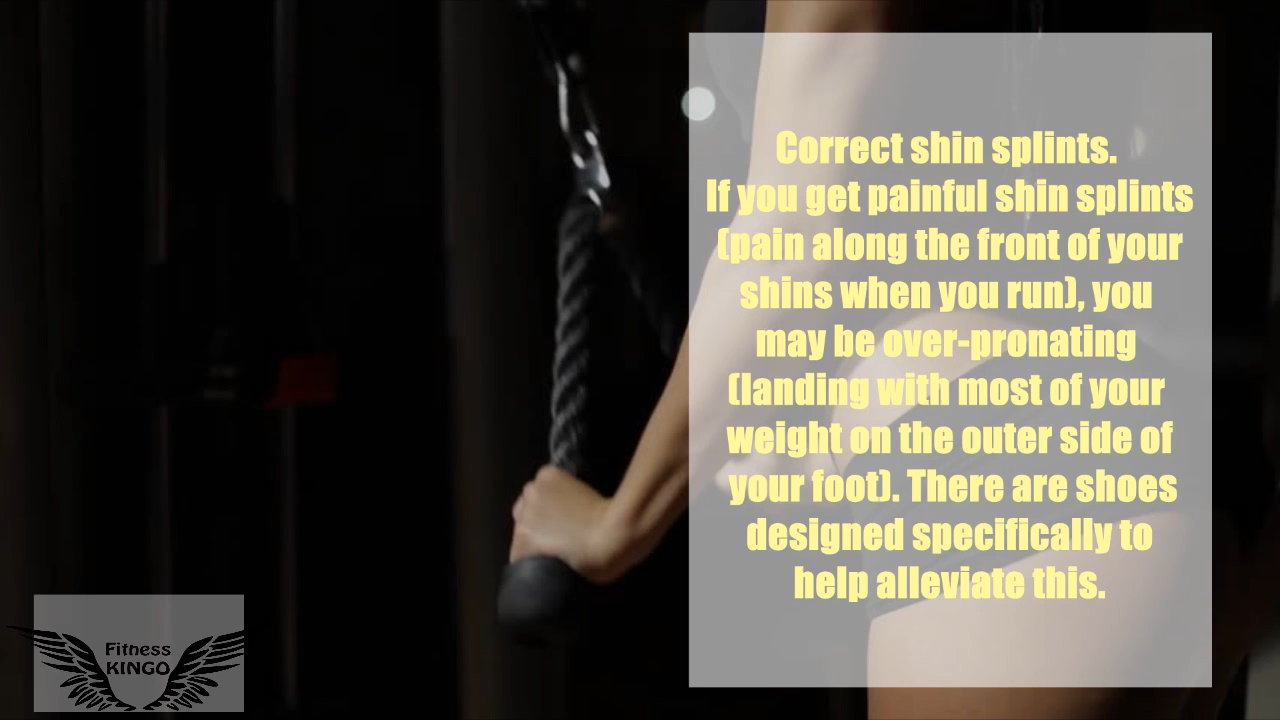 Correct shin splints.
If you get painful shin splints
(pain along the front of your
shins when you run), you
may be over-pronating
(landing with most of your
weight on the outer side of
your foot). There are shoes
designed specifically to
help alleviate this.
Fitness
KINGO